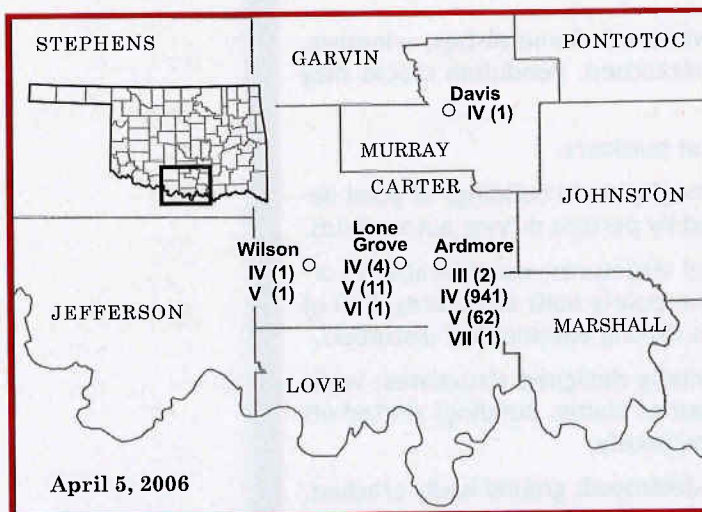 STEPHENS
GARVIN
PONTOTOC
Davis
IV (1)
MURRAY
CARTER
JOHNSTON
Wilson
IV (1)
V (1)
Lone
Grove
IV (4)
V (11)
VI (1)
Ardmore
III (2)
IV (941)
V (62)
VII (1)
JEFFERSON
MARSHALL
LOVE
April 5, 2006